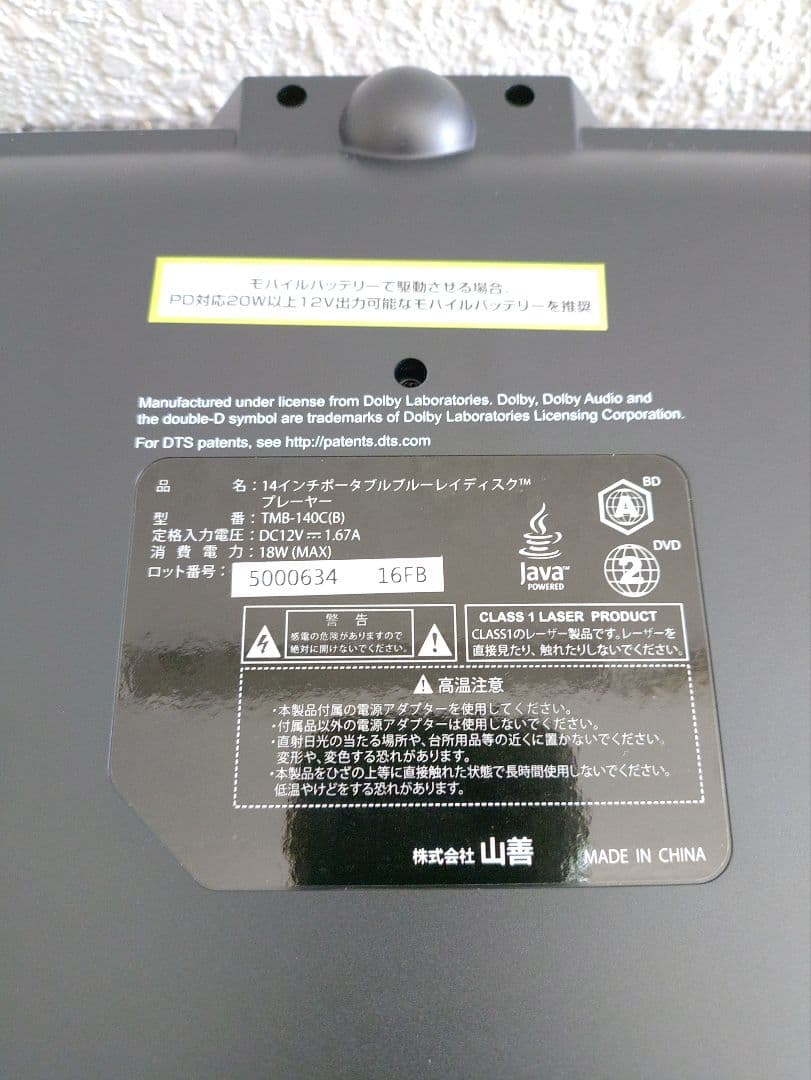 モバイルバッテリーで駆動させる場合、
PD対応20W以上12V出力可能なモバイルバッテリーを推奨
Manufactured under license from Dolby Laboratories. Dolby, Dolby Audio and
the double-D symbol are trademarks of Dolby Laboratories Licensing Corporation.
For DTS patents, see http://patents.dts.com
品 名：14インチポータブルブルーレイディスク™
プレーヤー
型 番：TMB-140C(B)
定格入力電圧：DC12V⎓1.67A
消 費 電 力：18W (MAX)
ロット番号：5000634 16FB
Java™
POWERED
A BD
2 DVD
警 告
感電の危険がありますので
絶対に開けないでください。
CLASS 1 LASER PRODUCT
CLASS1のレーザー製品です。レーザーを
直接見たり、触れたりしないでください。
高温注意
・本製品付属の電源アダプターを使用してください。
・付属品以外の電源アダプターは使用しないでください。
・直射日光の当たる場所や、台所用品等の近くに置かないでください。
変形や、変色する恐れがあります。
・本製品をひざの上等に直接触れた状態で長時間使用しないでください。
低温やけどをする恐れがあります。
株式会社 山善
MADE IN CHINA